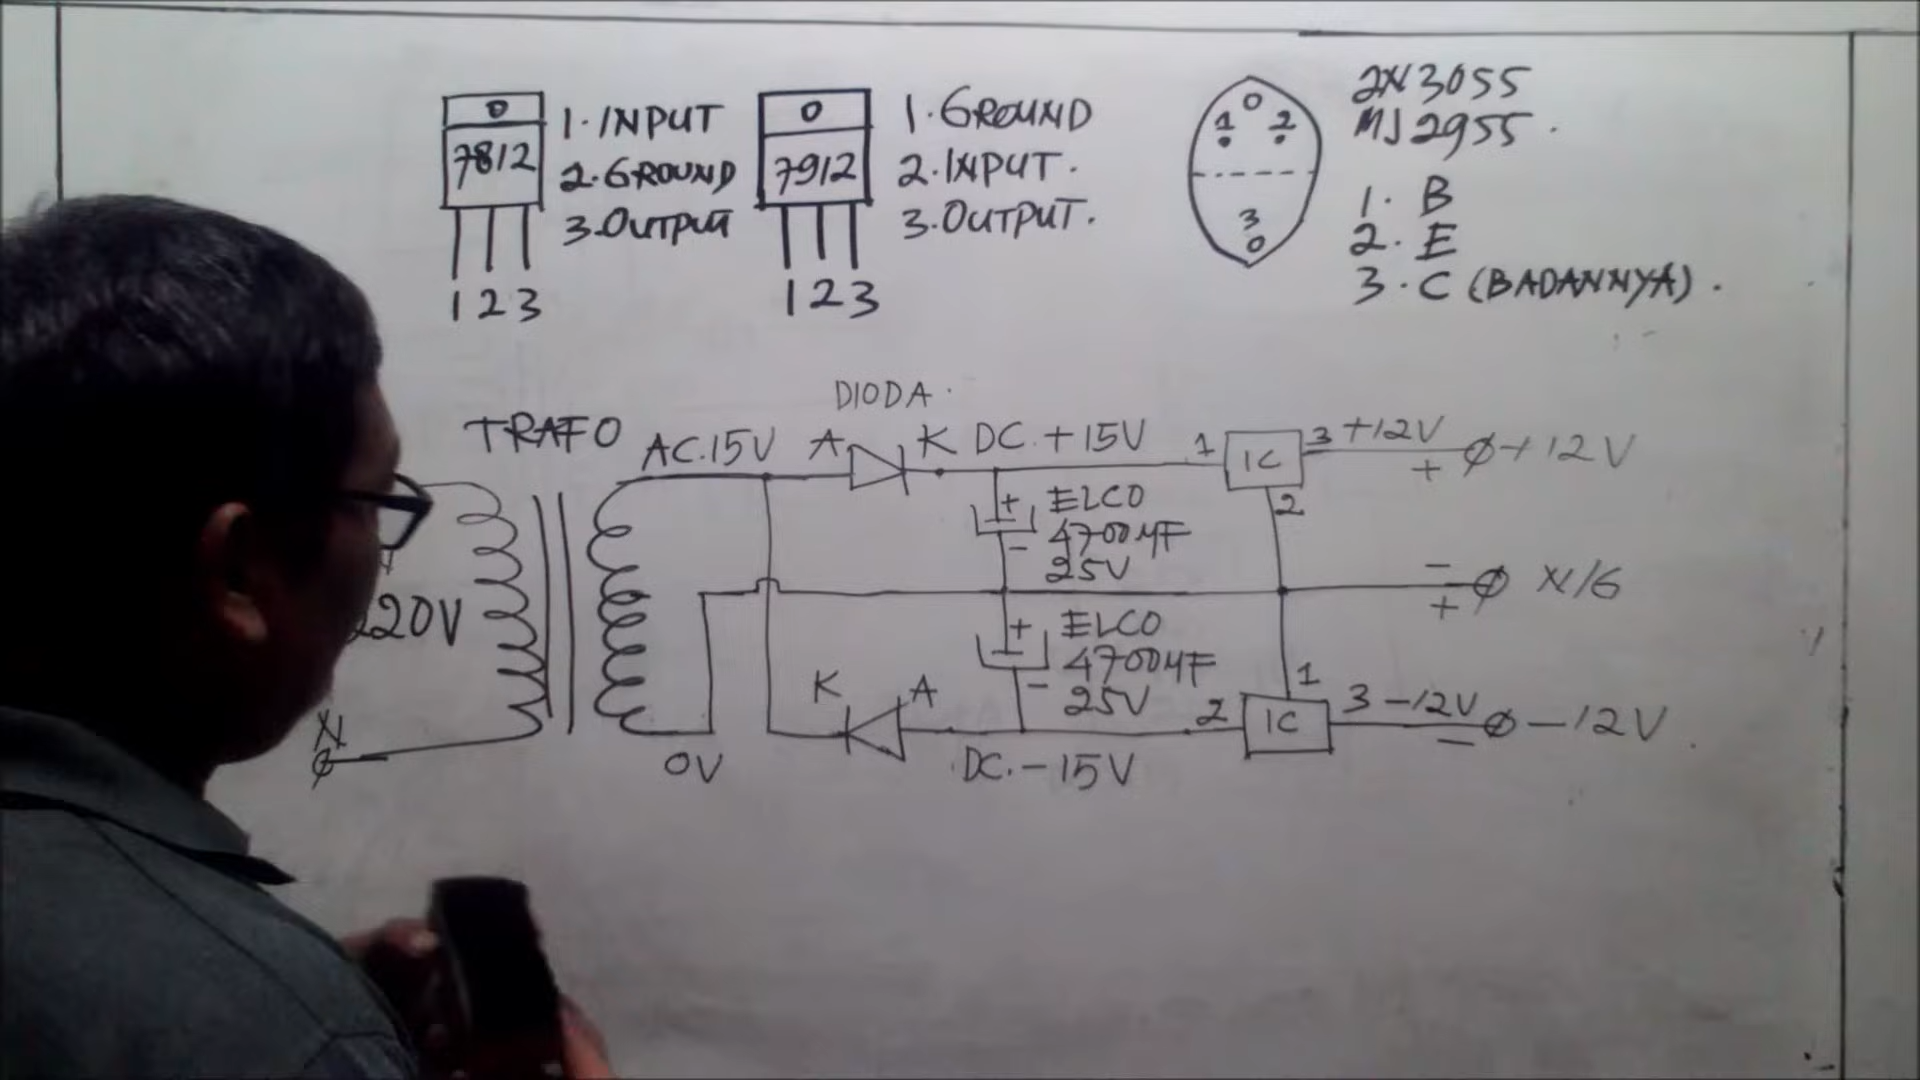 0
7812
1 2 3
1. INPUT
2. GROUND
3. OUTPUT
0
7912
1 2 3
1. GROUND
2. INPUT.
3. OUTPUT.
1 2
3
2N3055
MJ2955.
1. B
2. E
3. C (BADANNYA).
DIODA.
TRAFO
AC.15V
A
K
DC. +15V
1
IC
3 +12V
+
+12V
2
+
ELCO
4700µF
25V
-
-
N/G
+
220V
+
ELCO
4700µF
25V
-
K
A
1
2
IC
3 -12V
-
-12V
N
0V
DC. -15V